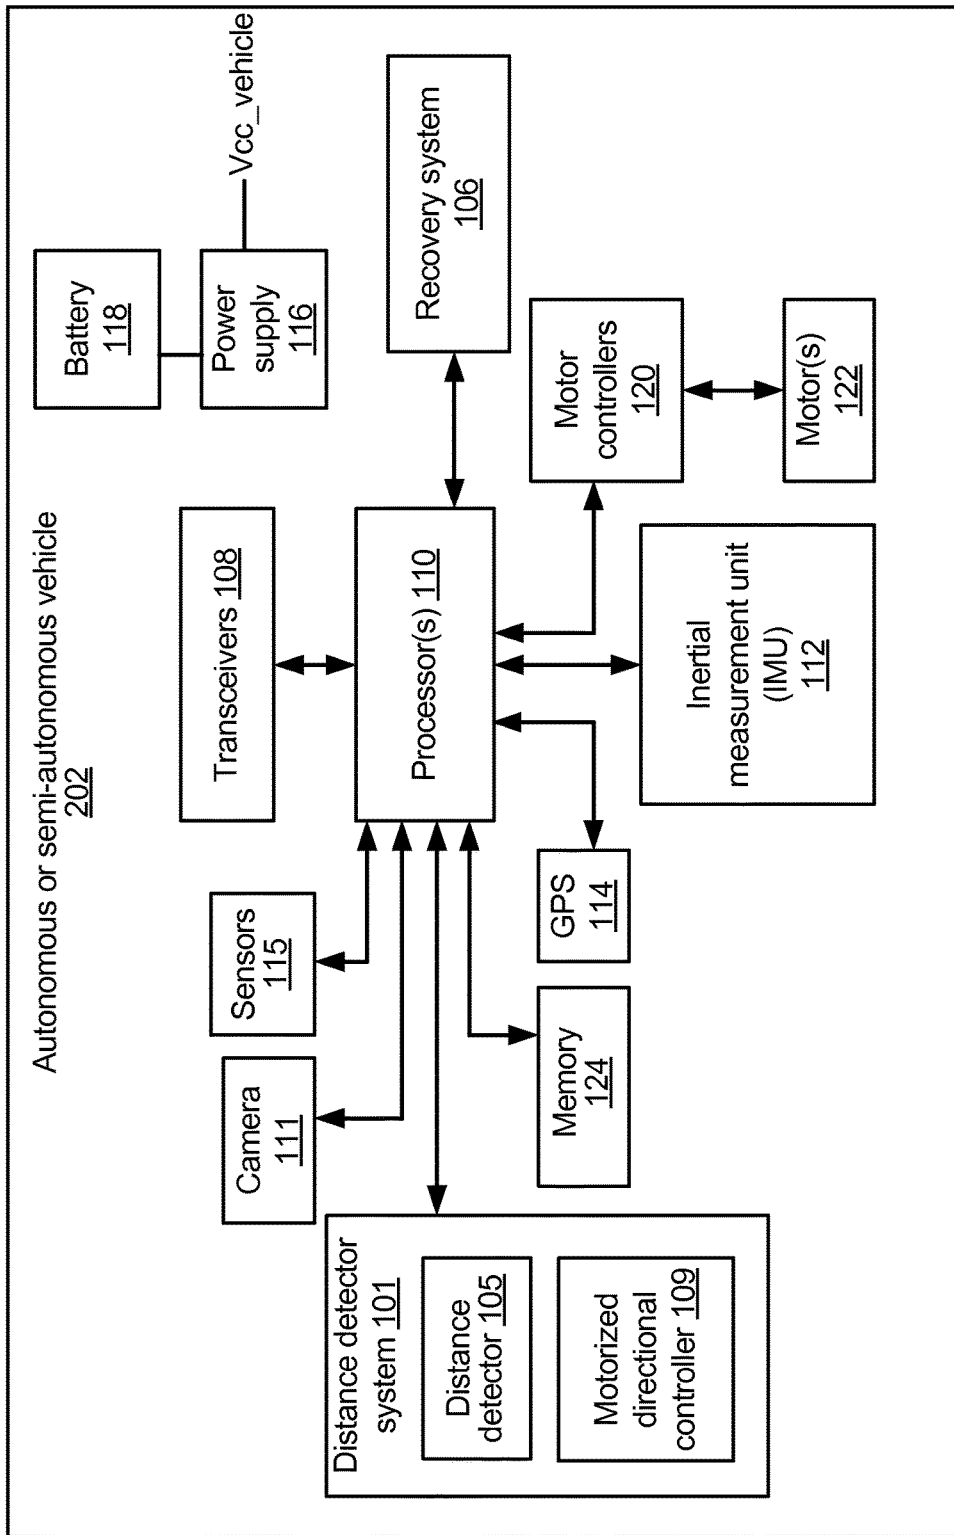 Autonomous or semi-autonomous vehicle
202
Battery
118
Power
supply
116
Vcc_vehicle
Transceivers 108
Sensors
115
Camera
111
Processor(s) 110
Recovery system
106
Distance detector
system 101
Distance
detector 105
Motorized
directional
controller 109
Memory
124
GPS
114
Inertial
measurement unit
(IMU)
112
Motor
controllers
120
Motor(s)
122